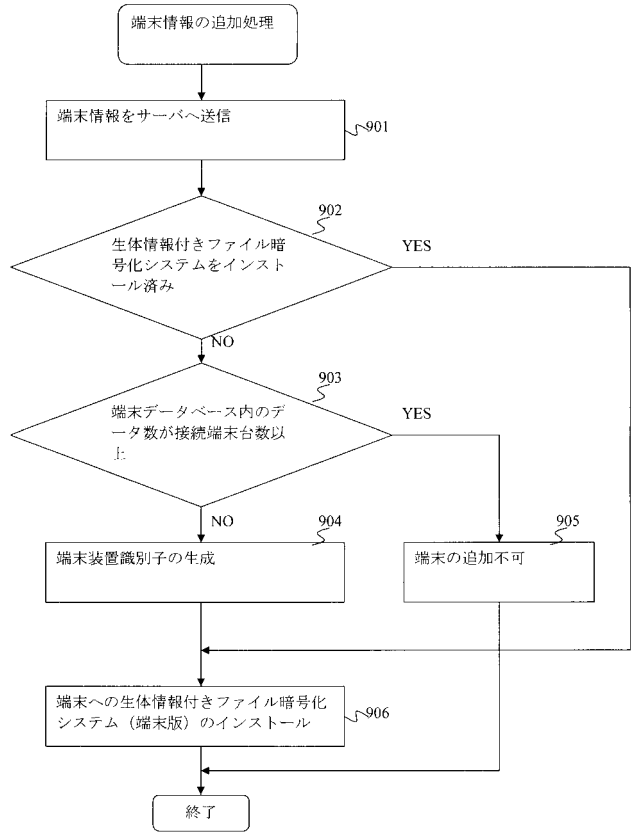 端末情報の追加処理
端末情報をサーバへ送信
901
902
生体情報付きファイル暗
号化システムをインスト
ール済み
YES
NO
903
端末データベース内のデ
ータ数が接続端末台数以
上
YES
NO
904
端末装置識別子の生成
905
端末の追加不可
端末への生体情報付きファイル暗号化
システム（端末版）のインストール
906
終了